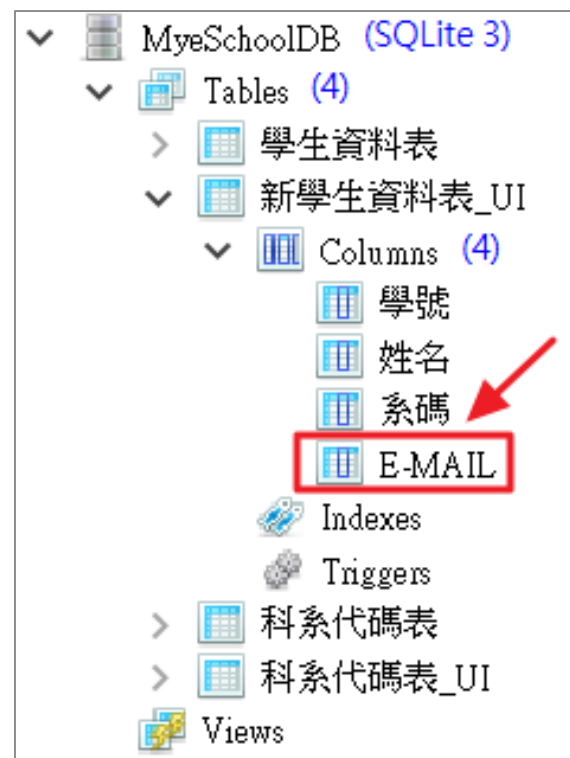 MyeSchoolDB (SQLite 3)
Tables (4)
學生資料表
新學生資料表_UI
Columns (4)
學號
姓名
系碼
E-MAIL
Indexes
Triggers
科系代碼表
科系代碼表_UI
Views